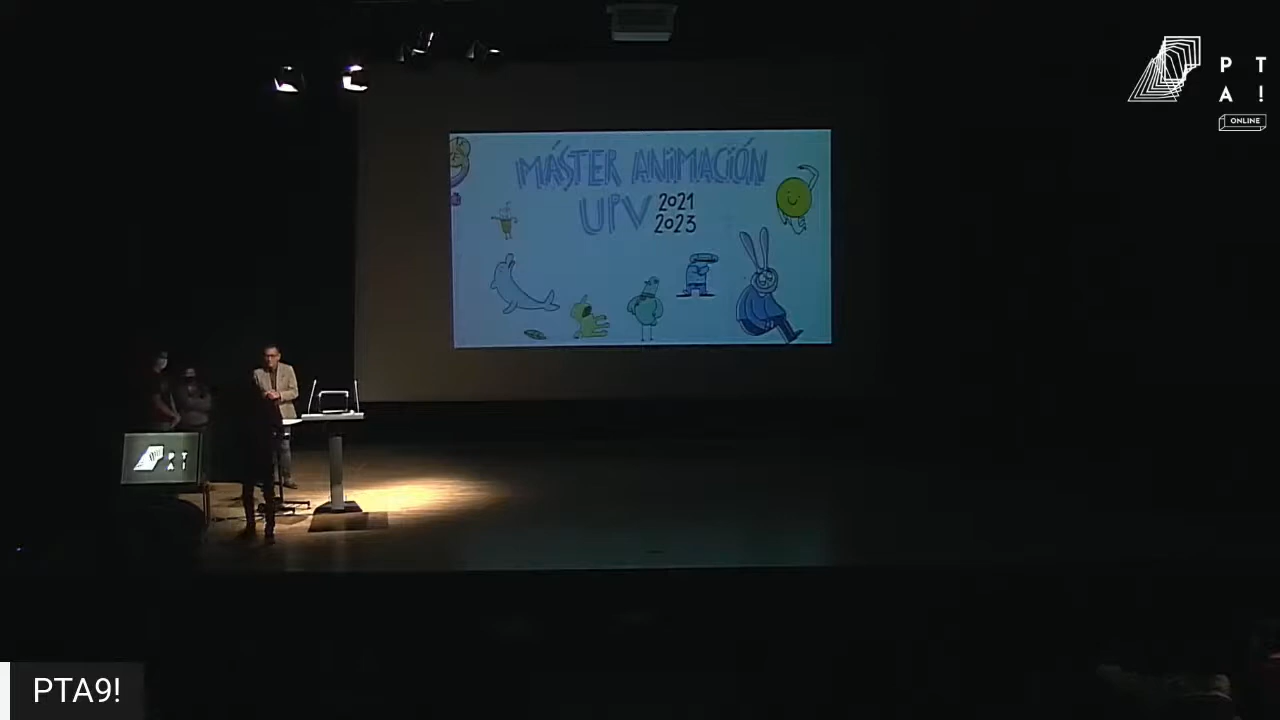 P T
A !
ONLINE
MÁSTER ANIMACIÓN
UPV 2021
2023
P T
A !
PTA9!